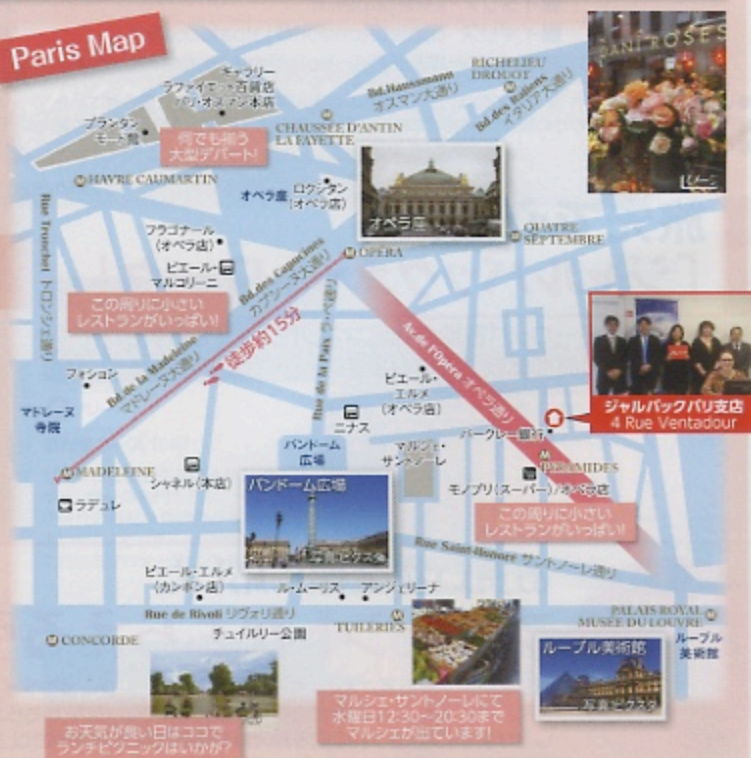 Paris Map
ギャラリー
ラファイエット百貨店
パリ・オスマン本店
プランタン
モード館
何でも揃う
大型デパート!
Bd.Haussmann
オスマン大通り
RICHELIEU
DROUOT
Bd.des Italiens
イタリア大通り
PANI ROSES
イメージ
CHAUSSÉE D'ANTIN
LA FAYETTE
HAVRE CAUMARTIN
オペラ座
ロクシタン
(オペラ店)
オペラ座
QUATRE
SEPTEMBRE
OPÉRA
Rue Tronchet トロンシェ通り
フラゴナール
(オペラ店)
ピエール・
マルコリーニ
この周りに小さい
レストランがいっぱい!
Bd.des Capucines
カプシーヌ大通り
徒歩約15分
Bd.de la Madeleine
マドレーヌ大通り
Rue de la Paix ラ・ペ通り
Av.de l'Opéra オペラ通り
フォション
マドレーヌ
寺院
ピエール・
エルメ
(オペラ店)
ニナス
バークレー銀行
ジャルパックパリ支店
4 Rue Ventadour
MADELEINE
シャネル(本店)
ラデュレ
バンドーム
広場
バンドーム広場
マルシェ・
サントノーレ
PYRAMIDES
モノプリ(スーパー)/オペラ店
この周りに小さい
レストランがいっぱい!
Rue Saint-Honoré サントノーレ通り
ピエール・エルメ
(カンボン店)
ル・ムーリス
アンジェリーナ
Rue de Rivoli リヴォリ通り
CONCORDE
チュイルリー公園
TUILERIES
PALAIS ROYAL
MUSÉE DU LOUVRE
ルーブル
美術館
ルーブル美術館
写真ピクスタ
お天気が良い日はココで
ランチピクニックはいかが?
マルシェ・サントノーレにて
水曜日12:30～20:30まで
マルシェが出ています!